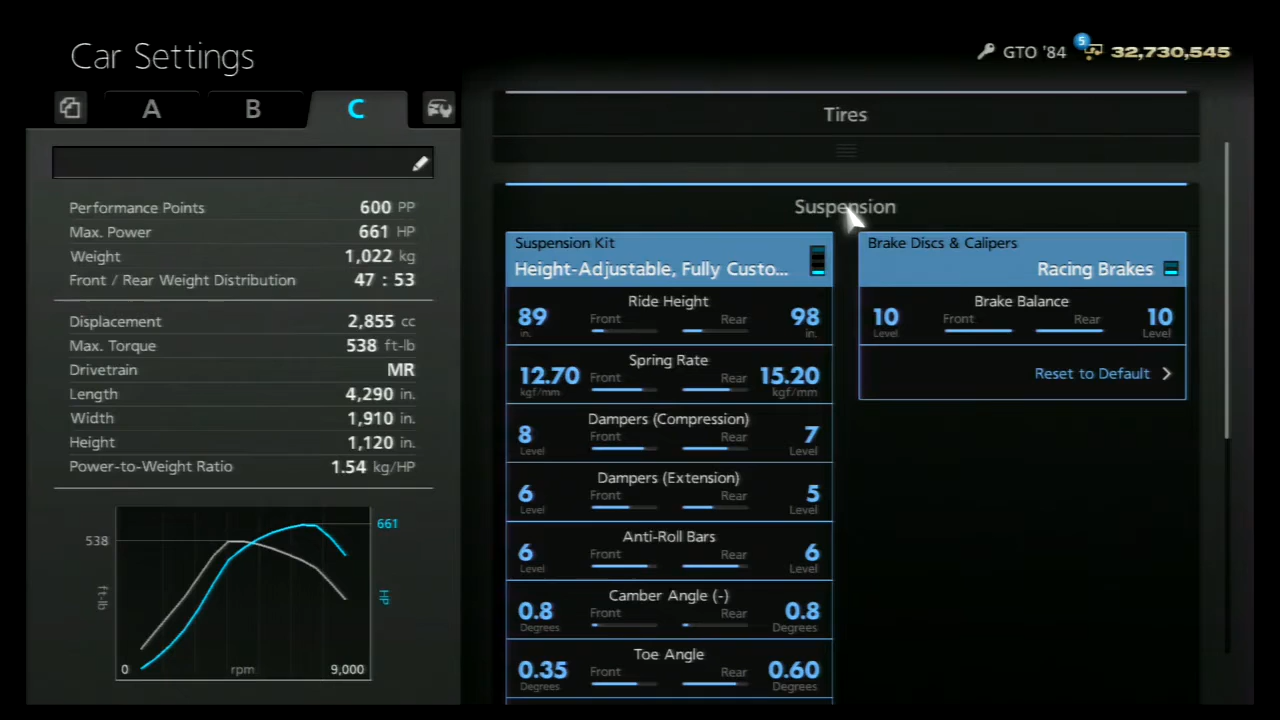 Car Settings
GTO '84
5
32,730,545
A
B
C
Performance Points 600 PP
Max. Power 661 HP
Weight 1,022 kg
Front / Rear Weight Distribution 47 : 53
Displacement 2,855 cc
Max. Torque 538 ft-lb
Drivetrain MR
Length 4,290 in.
Width 1,910 in.
Height 1,120 in.
Power-to-Weight Ratio 1.54 kg/HP
661
538
ft-lb
HP
0 rpm 9,000
Tires
Suspension
Suspension Kit
Height-Adjustable, Fully Custo...
Ride Height
89 in. Front Rear 98 in.
Spring Rate
12.70 kgf/mm Front Rear 15.20 kgf/mm
Dampers (Compression)
8 Level Front Rear 7 Level
Dampers (Extension)
6 Level Front Rear 5 Level
Anti-Roll Bars
6 Level Front Rear 6 Level
Camber Angle (-)
0.8 Degrees Front Rear 0.8 Degrees
Toe Angle
0.35 Degrees Front Rear 0.60 Degrees
Brake Discs & Calipers
Racing Brakes
Brake Balance
10 Level Front Rear 10 Level
Reset to Default